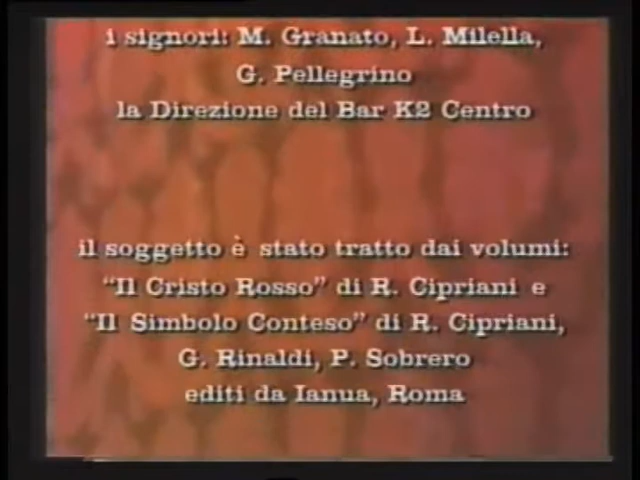 i signori: M. Granato, L. Milella,
G. Pellegrino
la Direzione del Bar K2 Centro
il soggetto è stato tratto dai volumi:
"Il Cristo Rosso" di R. Cipriani e
"Il Simbolo Conteso" di R. Cipriani,
G. Rinaldi, P. Sobrero
editi da Ianua, Roma